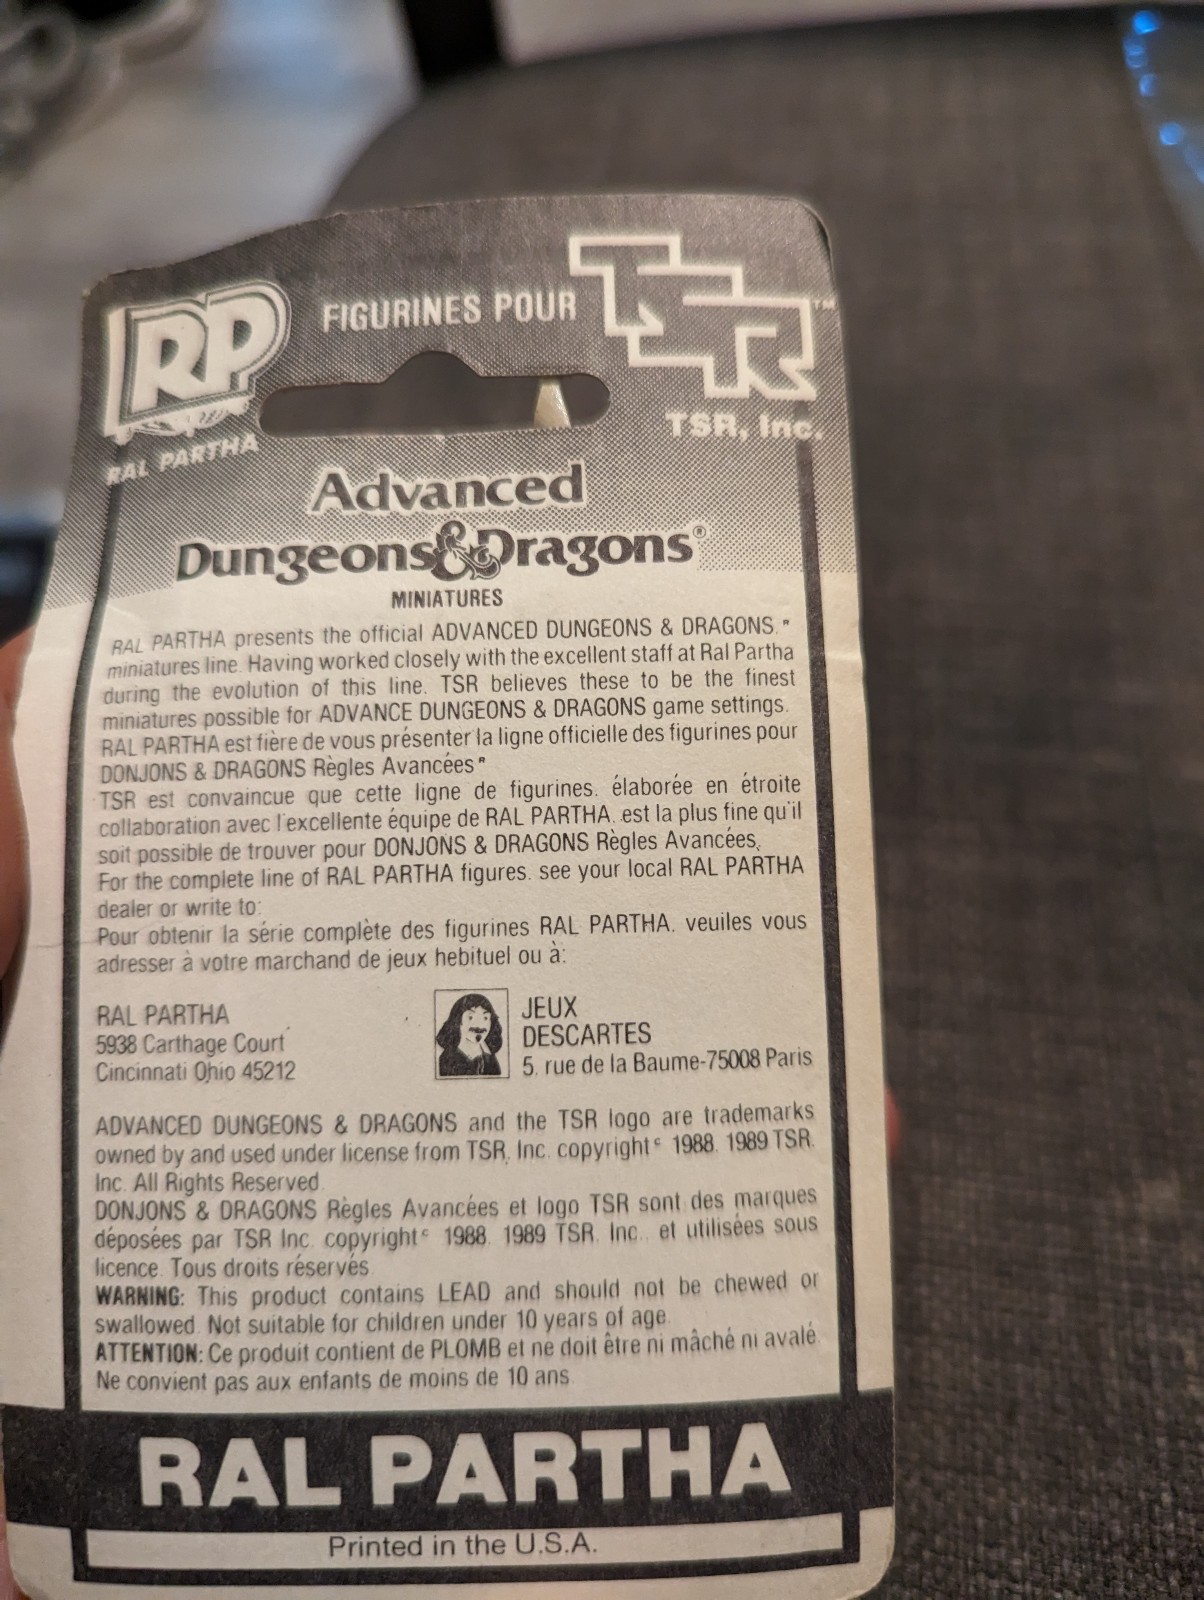 RP
RAL PARTHA
FIGURINES POUR
TSR™
TSR, Inc.
Advanced
Dungeons & Dragons®
MINIATURES
RAL PARTHA presents the official ADVANCED DUNGEONS & DRAGONS.®
miniatures line. Having worked closely with the excellent staff at Ral Partha
during the evolution of this line. TSR believes these to be the finest
miniatures possible for ADVANCE DUNGEONS & DRAGONS game settings.
RAL PARTHA est fière de vous présenter la ligne officielle des figurines pour
DONJONS & DRAGONS Règles Avancées®
TSR est convaincue que cette ligne de figurines. élaborée en étroite
collaboration avec l'excellente équipe de RAL PARTHA. est la plus fine qu'il
soit possible de trouver pour DONJONS & DRAGONS Règles Avancées.
For the complete line of RAL PARTHA figures. see your local RAL PARTHA
dealer or write to:
Pour obtenir la série complète des figurines RAL PARTHA. veuiles vous
adresser à votre marchand de jeux hebituel ou à:
RAL PARTHA
5938 Carthage Court
Cincinnati Ohio 45212
JEUX
DESCARTES
5. rue de la Baume-75008 Paris
ADVANCED DUNGEONS & DRAGONS and the TSR logo are trademarks
owned by and used under license from TSR. Inc. copyright © 1988. 1989 TSR.
Inc. All Rights Reserved.
DONJONS & DRAGONS Règles Avancées et logo TSR sont des marques
déposées par TSR Inc. copyright © 1988. 1989 TSR. Inc.. et utilisées sous
licence. Tous droits réservés.
WARNING: This product contains LEAD and should not be chewed or
swallowed. Not suitable for children under 10 years of age.
ATTENTION: Ce produit contient de PLOMB et ne doit être ni mâché ni avalé.
Ne convient pas aux enfants de moins de 10 ans.
RAL PARTHA
Printed in the U.S.A.